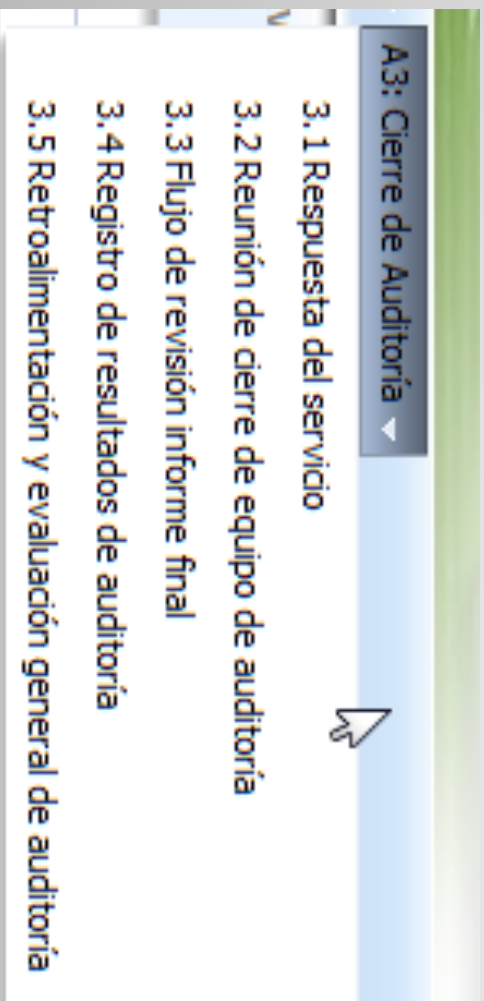 A3: Cierre de Auditoría
3.1 Respuesta del servicio
3.2 Reunión de cierre de equipo de auditoría
3.3 Flujo de revisión informe final
3.4 Registro de resultados de auditoría
3.5 Retroalimentación y evaluación general de auditoría